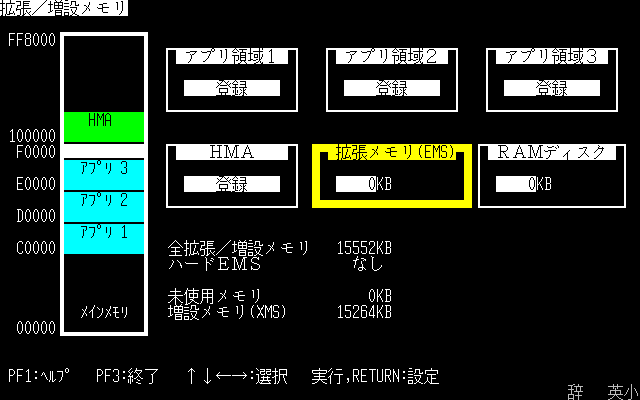 拡張／増設メモリ
FF8000
アプリ領域１ アプリ領域２ アプリ領域３
登録 登録 登録
HMA
100000
F0000
ＨＭＡ 拡張メモリ(EMS) ＲＡＭディスク
ｱﾌﾟﾘ 3
E0000
登録 0KB 0KB
ｱﾌﾟﾘ 2
D0000
ｱﾌﾟﾘ 1
C0000
全拡張／増設メモリ 15552KB
ハードＥＭＳ なし
未使用メモリ 0KB
増設メモリ(XMS) 15264KB
ﾒｲﾝﾒﾓﾘ
00000
PF1:ﾍﾙﾌﾟ PF3:終了 ↑↓←→:選択 実行,RETURN:設定
辞 英小